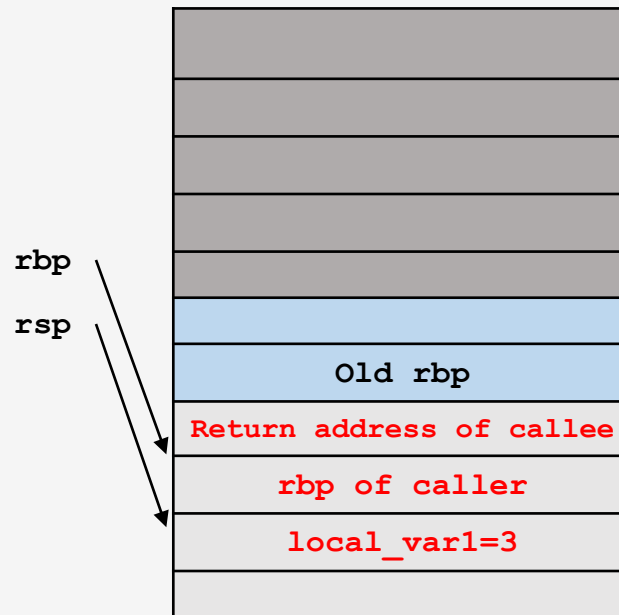 rbp
rsp
Old rbp
Return address of callee
rbp of caller
local_var1=3